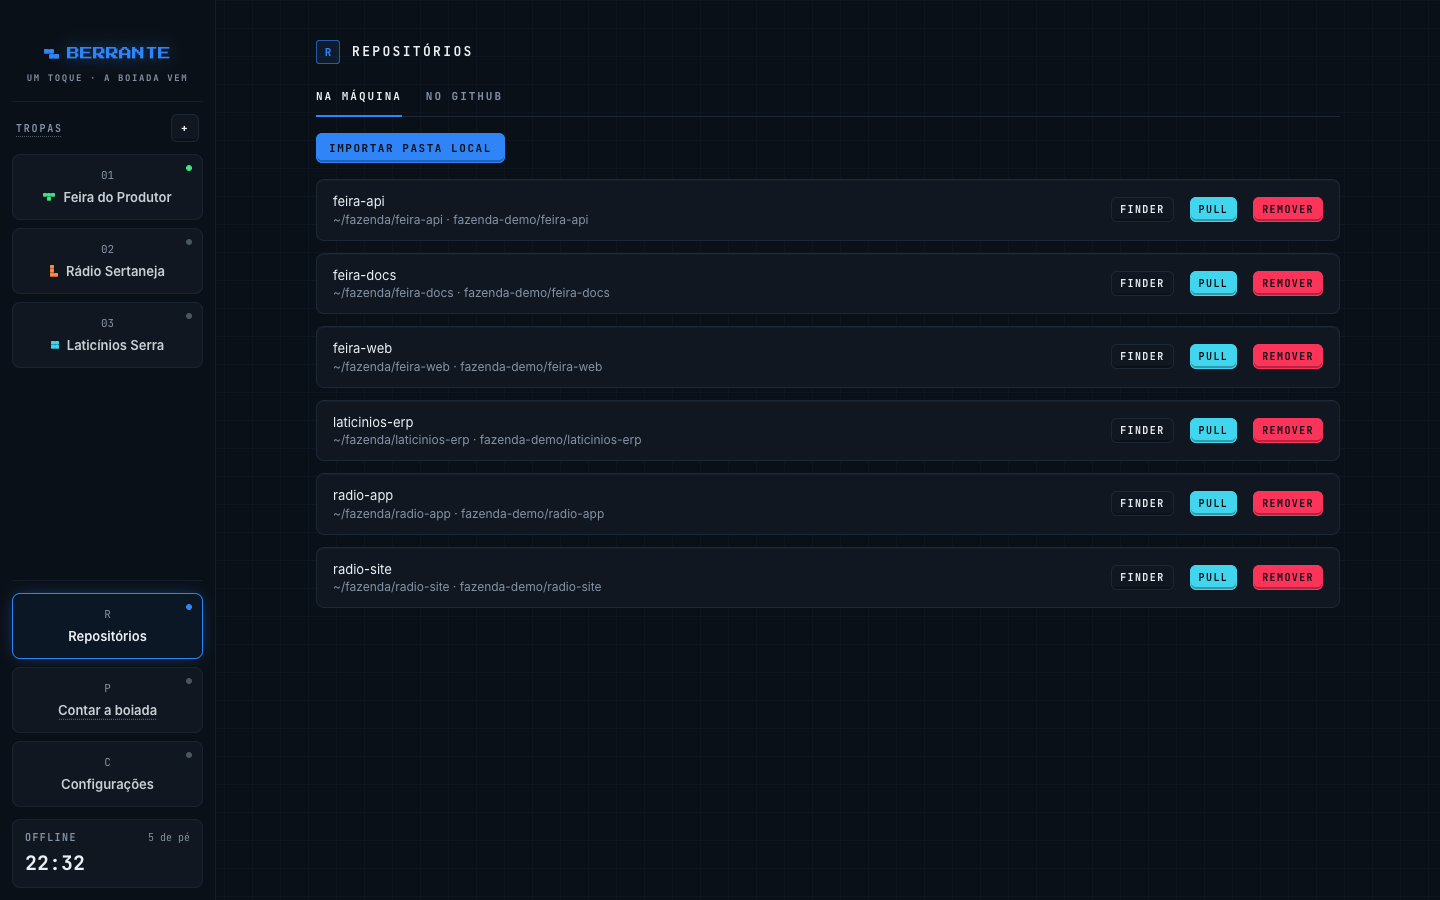 BERRANTE
UM TOQUE · A BOIADA VEM
TROPAS
+
01
Feira do Produtor
02
Rádio Sertaneja
03
Laticínios Serra
R
Repositórios
P
Contar a boiada
C
Configurações
OFFLINE 5 de pé
22:32
R REPOSITÓRIOS
NA MÁQUINA NO GITHUB
IMPORTAR PASTA LOCAL
feira-api
~/fazenda/feira-api · fazenda-demo/feira-api
FINDER PULL REMOVER
feira-docs
~/fazenda/feira-docs · fazenda-demo/feira-docs
FINDER PULL REMOVER
feira-web
~/fazenda/feira-web · fazenda-demo/feira-web
FINDER PULL REMOVER
laticinios-erp
~/fazenda/laticinios-erp · fazenda-demo/laticinios-erp
FINDER PULL REMOVER
radio-app
~/fazenda/radio-app · fazenda-demo/radio-app
FINDER PULL REMOVER
radio-site
~/fazenda/radio-site · fazenda-demo/radio-site
FINDER PULL REMOVER